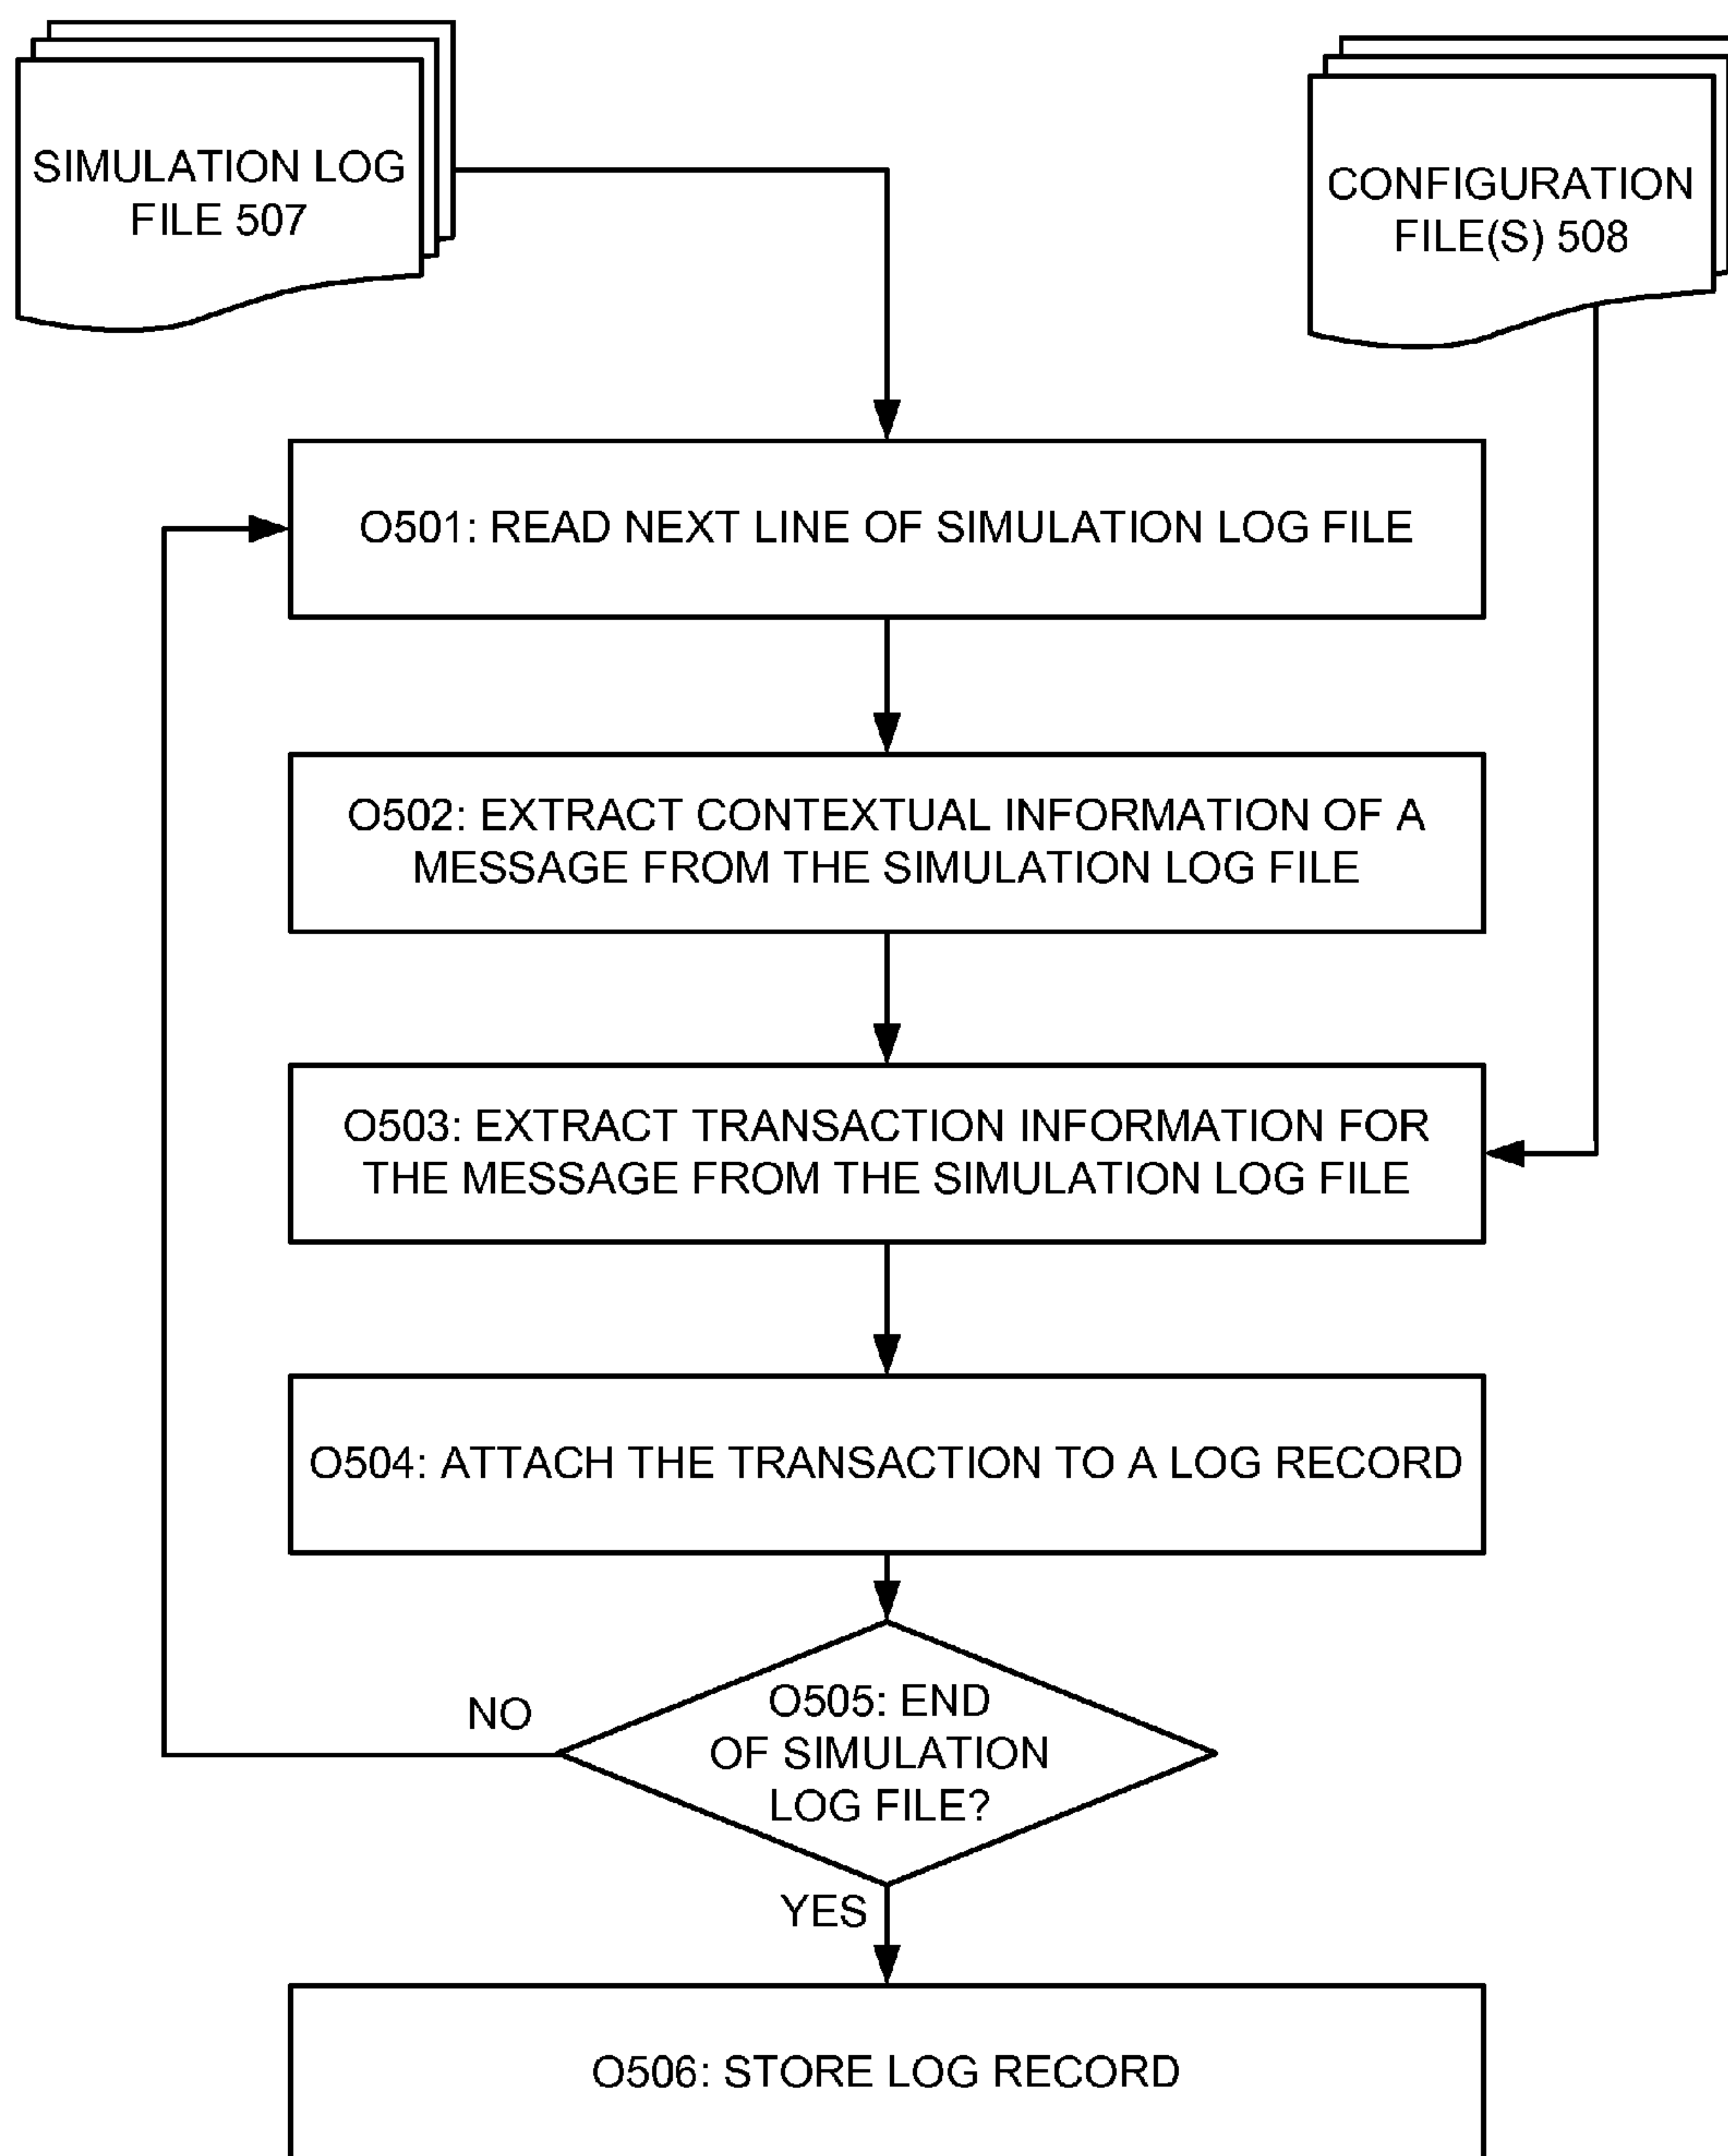 SIMULATION LOG
FILE 507
CONFIGURATION
FILE(S) 508
O501: READ NEXT LINE OF SIMULATION LOG FILE
O502: EXTRACT CONTEXTUAL INFORMATION OF A
MESSAGE FROM THE SIMULATION LOG FILE
O503: EXTRACT TRANSACTION INFORMATION FOR
THE MESSAGE FROM THE SIMULATION LOG FILE
O504: ATTACH THE TRANSACTION TO A LOG RECORD
O505: END
OF SIMULATION
LOG FILE?
NO
YES
O506: STORE LOG RECORD